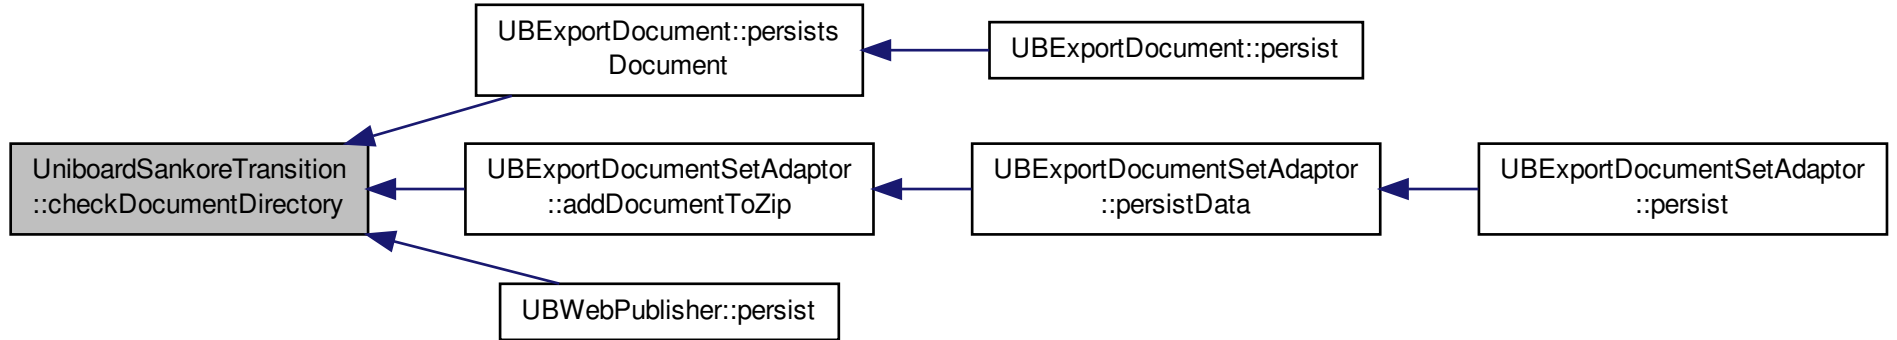 UBExportDocument::persists
Document
UBExportDocument::persist
UniboardSankoreTransition
::checkDocumentDirectory
UBExportDocumentSetAdaptor
::addDocumentToZip
UBExportDocumentSetAdaptor
::persistData
UBExportDocumentSetAdaptor
::persist
UBWebPublisher::persist